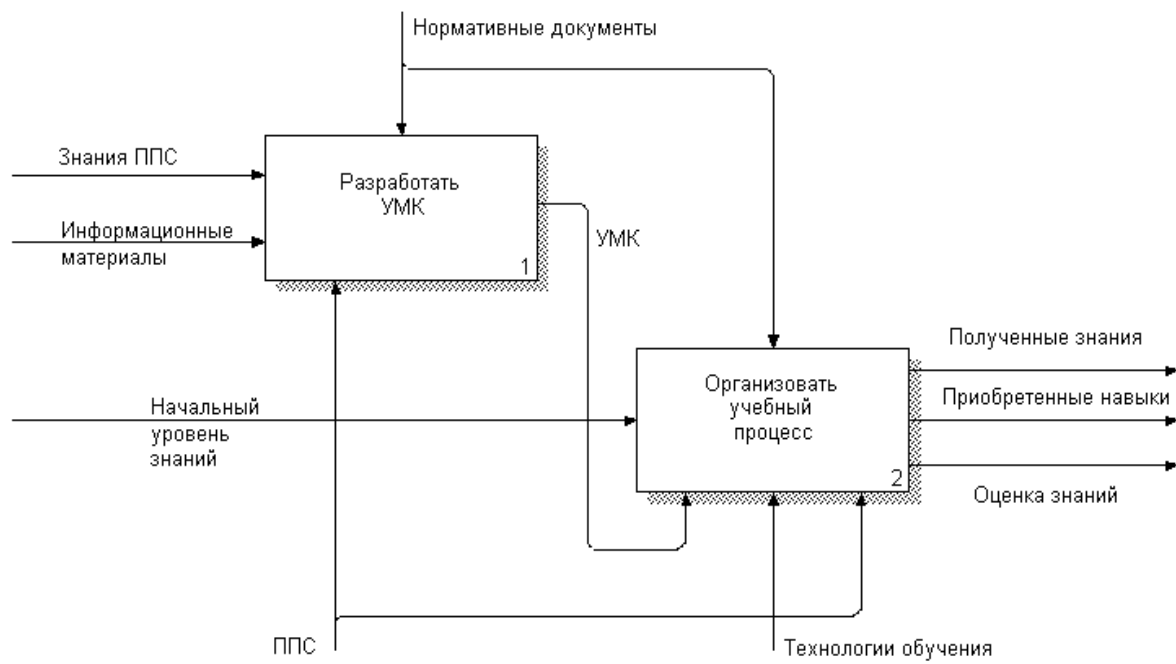 Нормативные документы
Знания ППС
Разработать
УМК
Информационные
материалы
1
УМК
Полученные знания
Организовать
учебный
процесс
Приобретенные навыки
Начальный
уровень
знаний
2
Оценка знаний
ППС
Технологии обучения